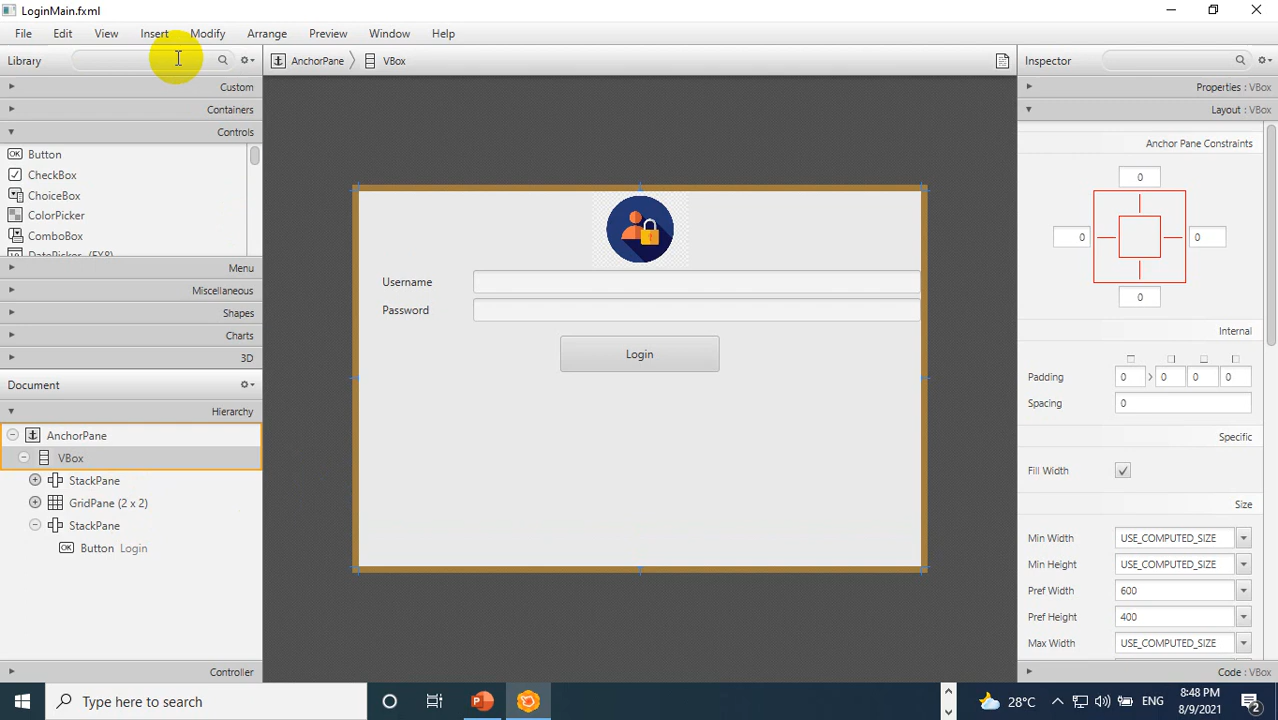 LoginMain.fxml
File Edit View Insert Modify Arrange Preview Window Help
Library
AnchorPane VBox
Inspector
Custom
Containers
Controls
Button
CheckBox
ChoiceBox
ColorPicker
ComboBox
DatePicker (FX8)
Menu
Miscellaneous
Shapes
Charts
3D
Document
Hierarchy
AnchorPane
VBox
StackPane
GridPane (2 x 2)
StackPane
Button Login
Controller
Username
Password
Login
Properties : VBox
Layout : VBox
Anchor Pane Constraints
0
0 0
0
Internal
Padding 0 0 0 0
Spacing 0
Specific
Fill Width
Size
Min Width USE_COMPUTED_SIZE
Min Height USE_COMPUTED_SIZE
Pref Width 600
Pref Height 400
Max Width USE_COMPUTED_SIZE
Code : VBox
Type here to search
28°C
ENG
8:48 PM
8/9/2021
2